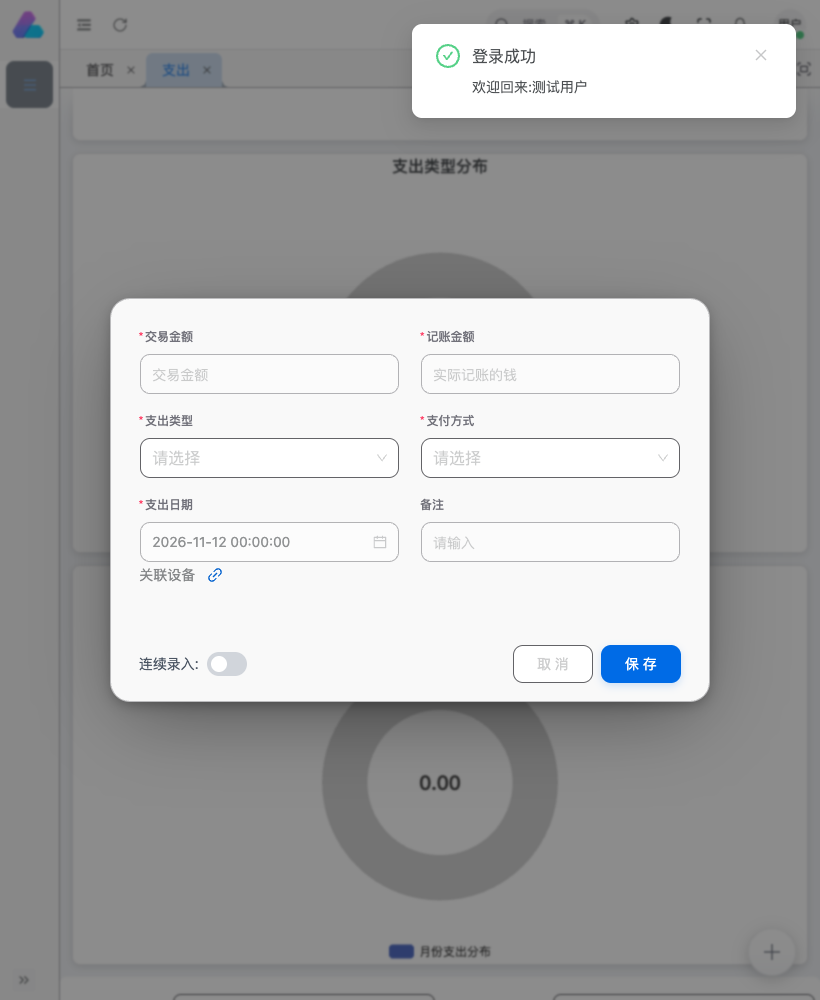 搜索 ⌘ K
用户
首页
支出
登录成功
欢迎回来:测试用户
支出类型分布
*交易金额
*记账金额
交易金额
实际记账的钱
*支出类型
*支付方式
请选择
请选择
*支出日期
备注
2026-11-12 00:00:00
请输入
关联设备
连续录入:
取 消
保 存
0.00
月份支出分布